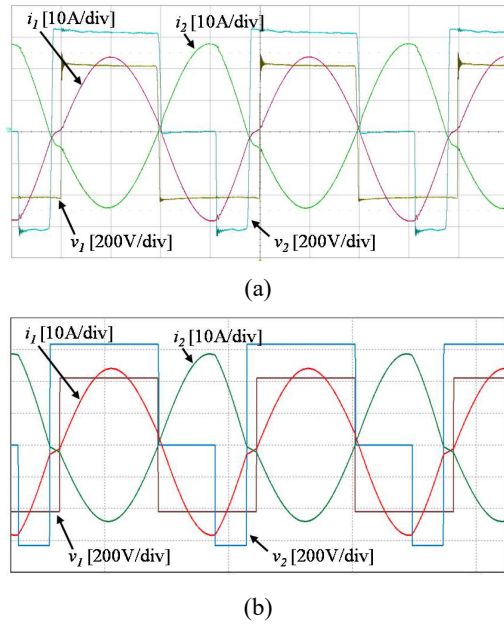 i₁ [10A/div] i₂ [10A/div]
v₁ [200V/div] v₂ [200V/div]
(a)
i₁ [10A/div] i₂ [10A/div]
v₁ [200V/div] v₂ [200V/div]
(b)